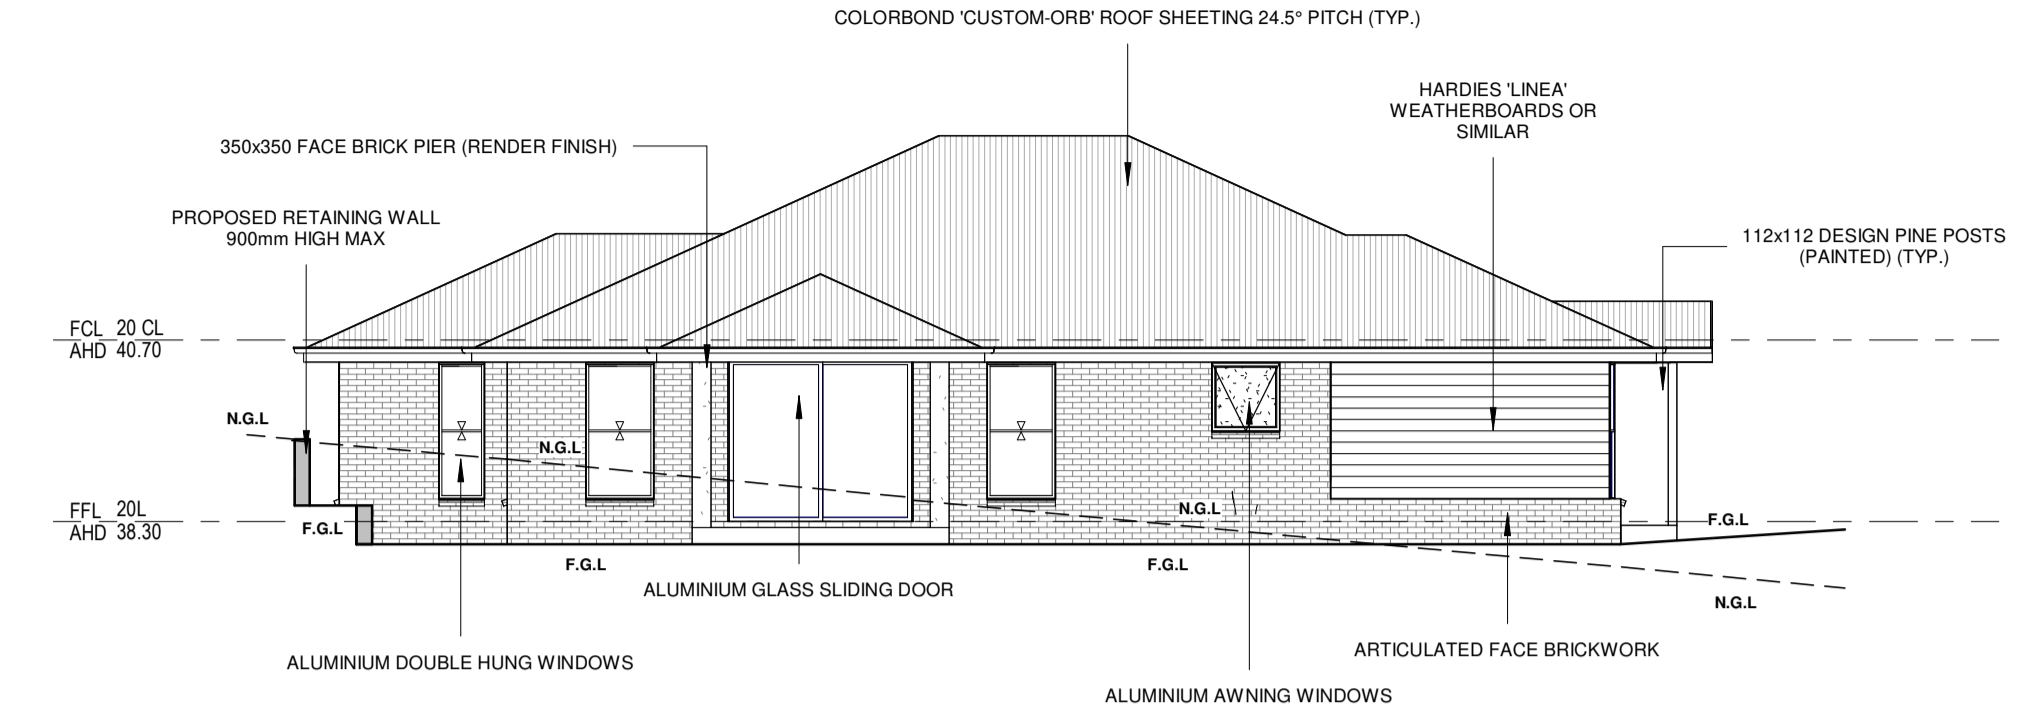 COLORBOND 'CUSTOM-ORB' ROOF SHEETING 24.5° PITCH (TYP.)
HARDIES 'LINEA'
WEATHERBOARDS OR
SIMILAR
350x350 FACE BRICK PIER (RENDER FINISH)
PROPOSED RETAINING WALL
900mm HIGH MAX
112x112 DESIGN PINE POSTS
(PAINTED) (TYP.)
FCL 20 CL
AHD 40.70
N.G.L
N.G.L
N.G.L
FFL 20L
AHD 38.30
F.G.L
F.G.L
F.G.L
F.G.L
N.G.L
ALUMINIUM GLASS SLIDING DOOR
ARTICULATED FACE BRICKWORK
ALUMINIUM DOUBLE HUNG WINDOWS
ALUMINIUM AWNING WINDOWS